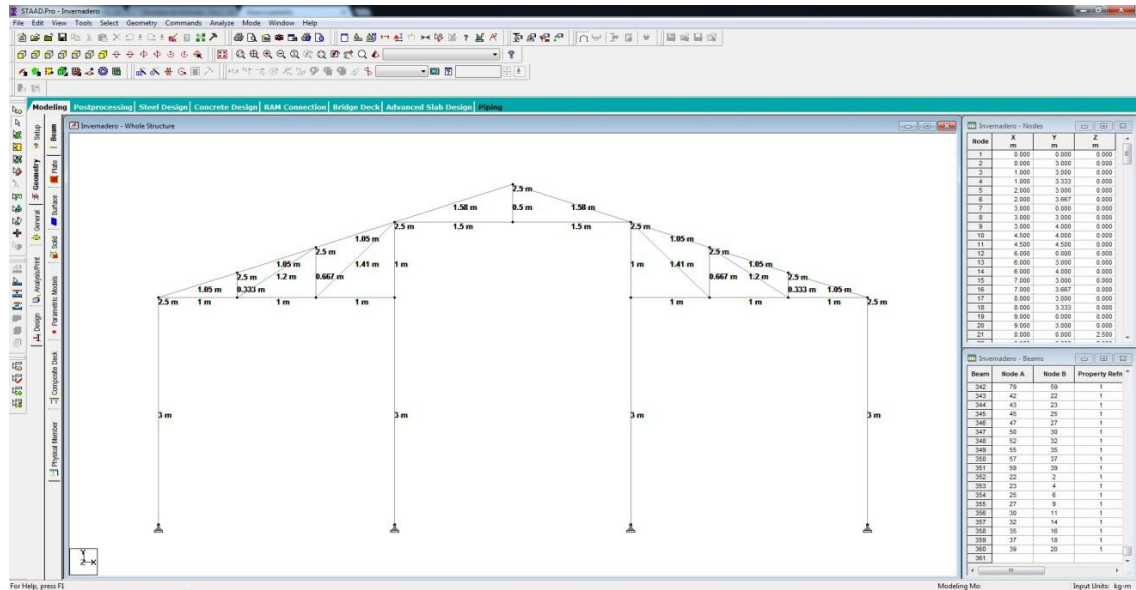 STAAD.Pro - Invernadero
File Edit View Tools Select Geometry Commands Analyze Mode Window Help
Modeling Postprocessing Steel Design Concrete Design RAM Connection Bridge Deck Advanced Slab Design Piping
Setup
Geometry
General
Analysis/Print
Design
Beam
Plate
Surface
Solid
Parametric Models
Composite Deck
Physical Member
Invernadero - Whole Structure
2.5 m
1.58 m 0.5 m 1.58 m
2.5 m 1.5 m 1.5 m 2.5 m
1.05 m 1.05 m
2.5 m 2.5 m
1.05 m 1.41 m 1 m 1 m 1.41 m 1.05 m
2.5 m 1.2 m 0.667 m 0.667 m 1.2 m 2.5 m
1.05 m 0.333 m 0.333 m 1.05 m
2.5 m 1 m 1 m 1 m 1 m 1 m 1 m 2.5 m
3 m 3 m 3 m 3 m
Y
Z X
Invernadero - Nodes
Node X m Y m Z m
1 0.000 0.000 0.000
2 0.000 3.000 0.000
3 1.000 3.000 0.000
4 1.000 3.333 0.000
5 2.000 3.000 0.000
6 2.000 3.667 0.000
7 3.000 0.000 0.000
8 3.000 3.000 0.000
9 3.000 4.000 0.000
10 4.500 4.000 0.000
11 4.500 4.500 0.000
12 6.000 0.000 0.000
13 6.000 3.000 0.000
14 6.000 4.000 0.000
15 7.000 3.000 0.000
16 7.000 3.667 0.000
17 8.000 3.000 0.000
18 8.000 3.333 0.000
19 9.000 0.000 0.000
20 9.000 3.000 0.000
21 0.000 0.000 2.500
Invernadero - Beams
Beam Node A Node B Property Refn
342 79 59 1
343 42 22 1
344 43 23 1
345 45 25 1
346 47 27 1
347 50 30 1
348 52 32 1
349 55 35 1
350 57 37 1
351 59 39 1
352 22 2 1
353 23 4 1
354 25 6 1
355 27 9 1
356 30 11 1
357 32 14 1
358 35 16 1
359 37 18 1
360 39 20 1
361
For Help, press F1
Modeling Mo
Input Units: kg-m